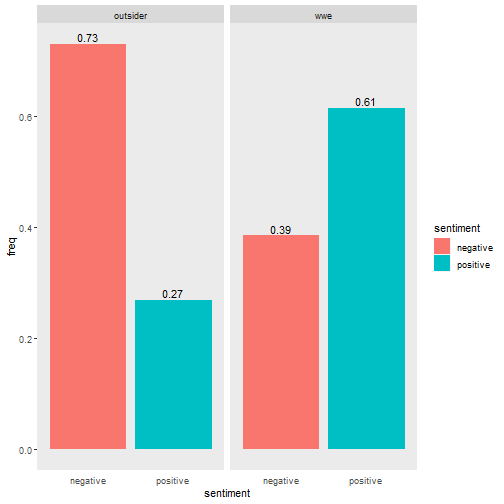 outsider
wwe
0.73
0.27
0.39
0.61
freq
0.6
0.4
0.2
0.0
negative
positive
negative
positive
sentiment
sentiment
negative
positive